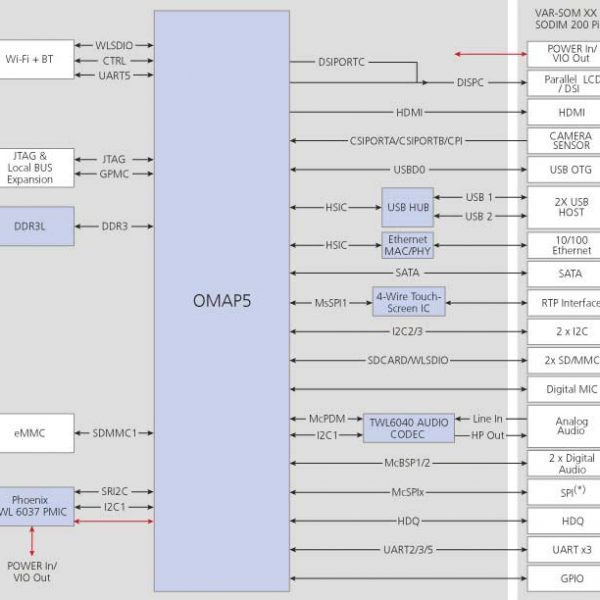 VAR-SOM XX
SODIM 200 Pi
Wi-Fi + BT
WLSDIO
CTRL
UART5
JTAG &
Local BUS
Expansion
JTAG
GPMC
DDR3L
DDR3
eMMC
SDMMC1
Phoenix
WL 6037 PMIC
SRI2C
I2C1
POWER In/
VIO Out
OMAP5
DSIPORTC
DISPC
HDMI
CSIPORTA/CSIPORTB/CPI
USBD0
HSIC
USB HUB
USB 1
USB 2
HSIC
Ethernet
MAC/PHY
SATA
MsSPI1
4-Wire Touch-
Screen IC
I2C2/3
SDCARD/WLSDIO
McPDM
I2C1
TWL6040 AUDIO
CODEC
Line In
HP Out
McBSP1/2
McSPIx
HDQ
UART2/3/5
POWER In/
VIO Out
Parallel LCD
/ DSI
HDMI
CAMERA
SENSOR
USB OTG
2X USB
HOST
10/100
Ethernet
SATA
RTP Interface
2 x I2C
2x SD/MMC
Digital MIC
Analog
Audio
2 x Digital
Audio
SPI(*)
HDQ
UART x3
GPIO